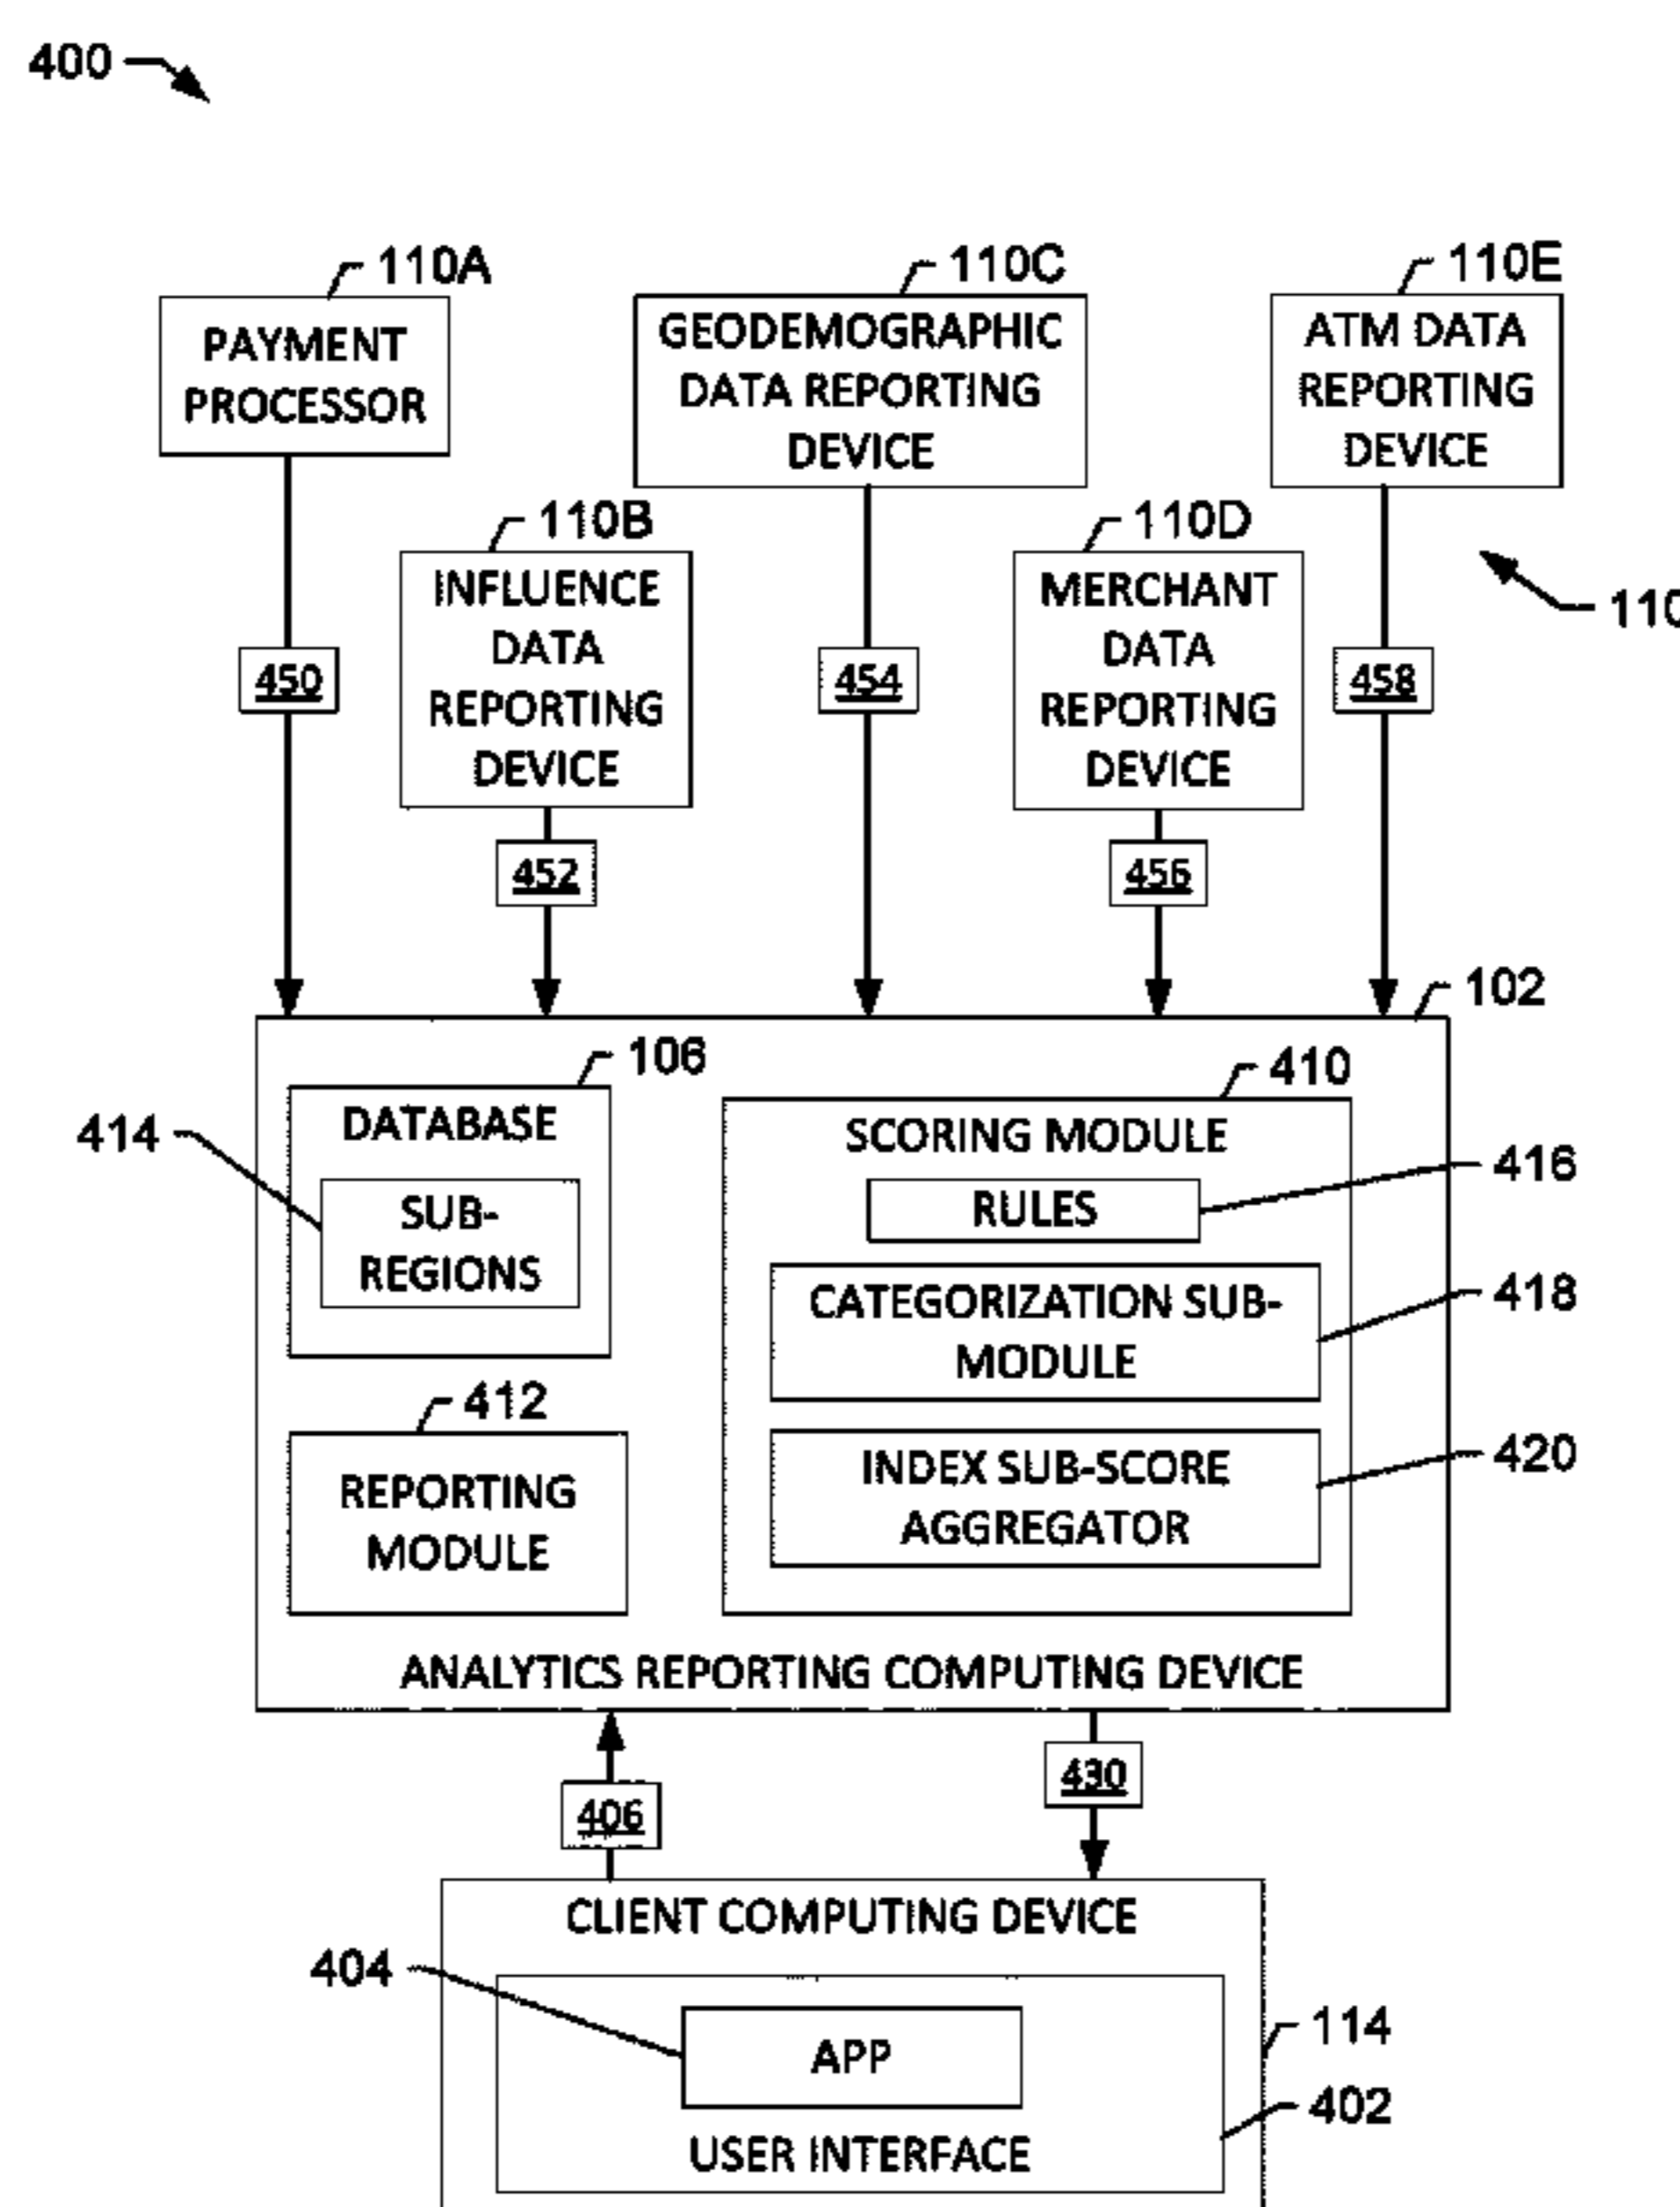 400
110A
110C
110E
PAYMENT
PROCESSOR
GEODEMOGRAPHIC
DATA REPORTING
DEVICE
ATM DATA
REPORTING
DEVICE
110B
110D
INFLUENCE
DATA
REPORTING
DEVICE
MERCHANT
DATA
REPORTING
DEVICE
110
450
454
458
452
456
102
106
410
414
DATABASE
SUB-
REGIONS
SCORING MODULE
416
RULES
418
CATEGORIZATION SUB-
MODULE
412
REPORTING
MODULE
420
INDEX SUB-SCORE
AGGREGATOR
ANALYTICS REPORTING COMPUTING DEVICE
406
430
CLIENT COMPUTING DEVICE
404
APP
114
402
USER INTERFACE